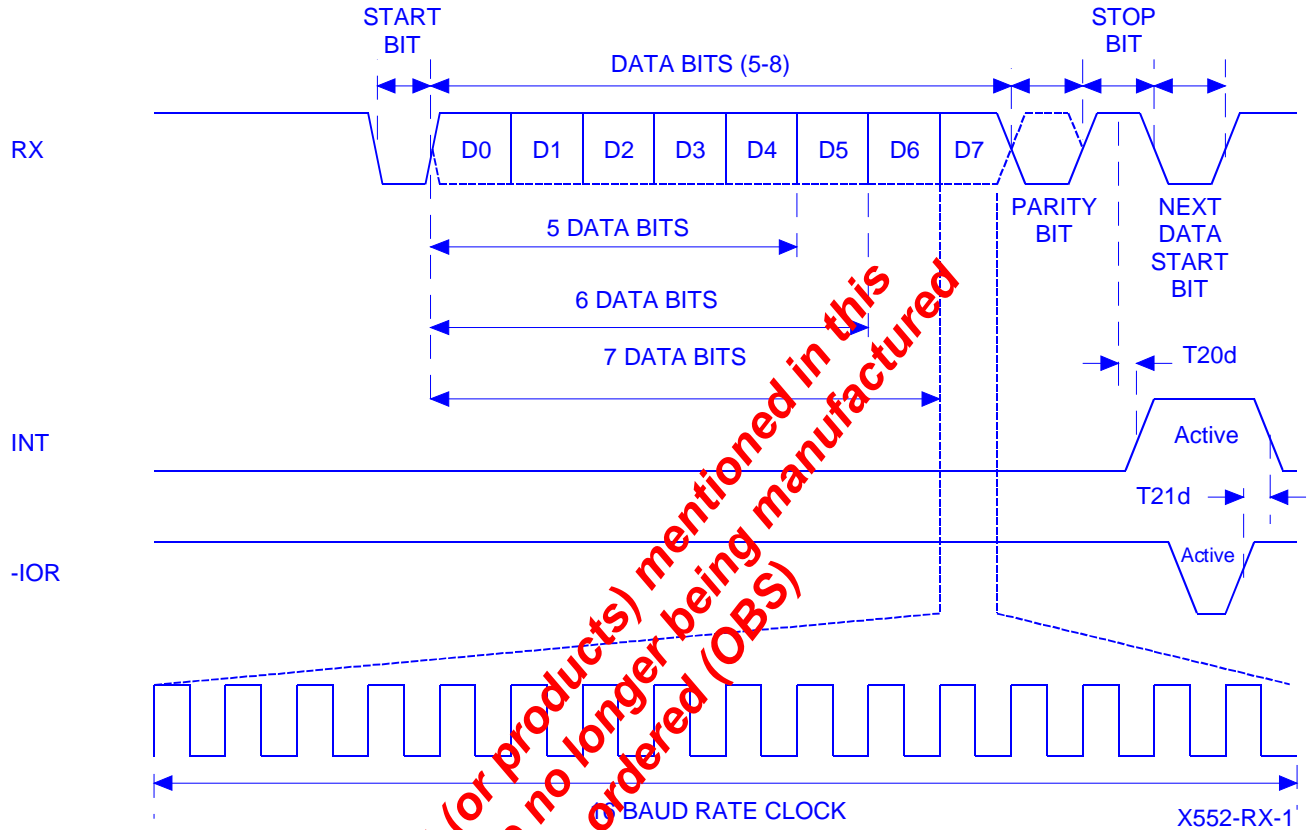 START
BIT
DATA BITS (5-8)
STOP
BIT
RX
D0 D1 D2 D3 D4 D5 D6 D7
PARITY
BIT
NEXT
DATA
START
BIT
5 DATA BITS
6 DATA BITS
7 DATA BITS
T20d
INT
Active
T21d
-IOR
Active
16 BAUD RATE CLOCK
X552-RX-1
(or products) mentioned in this
no longer being manufactured
ordered (OBS)